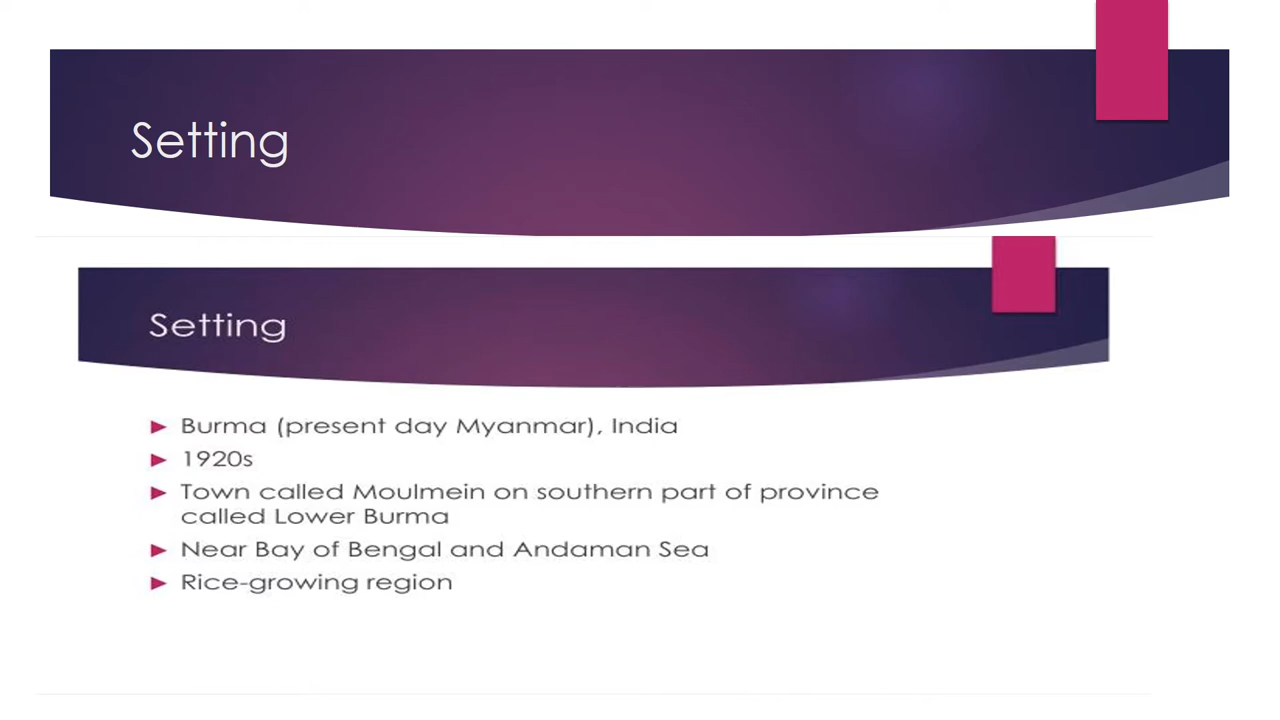 Setting
Setting
Burma (present day Myanmar), India
1920s
Town called Moulmein on southern part of province
called Lower Burma
Near Bay of Bengal and Andaman Sea
Rice-growing region